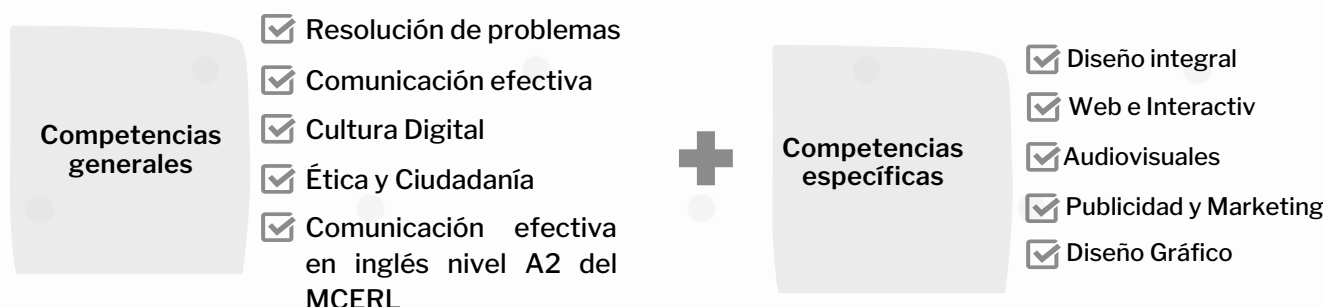 Competencias
generales
Resolución de problemas
Comunicación efectiva
Cultura Digital
Ética y Ciudadanía
Comunicación efectiva
en inglés nivel A2 del
MCERL
Competencias
específicas
Diseño integral
Web e Interactiv
Audiovisuales
Publicidad y Marketing
Diseño Gráfico